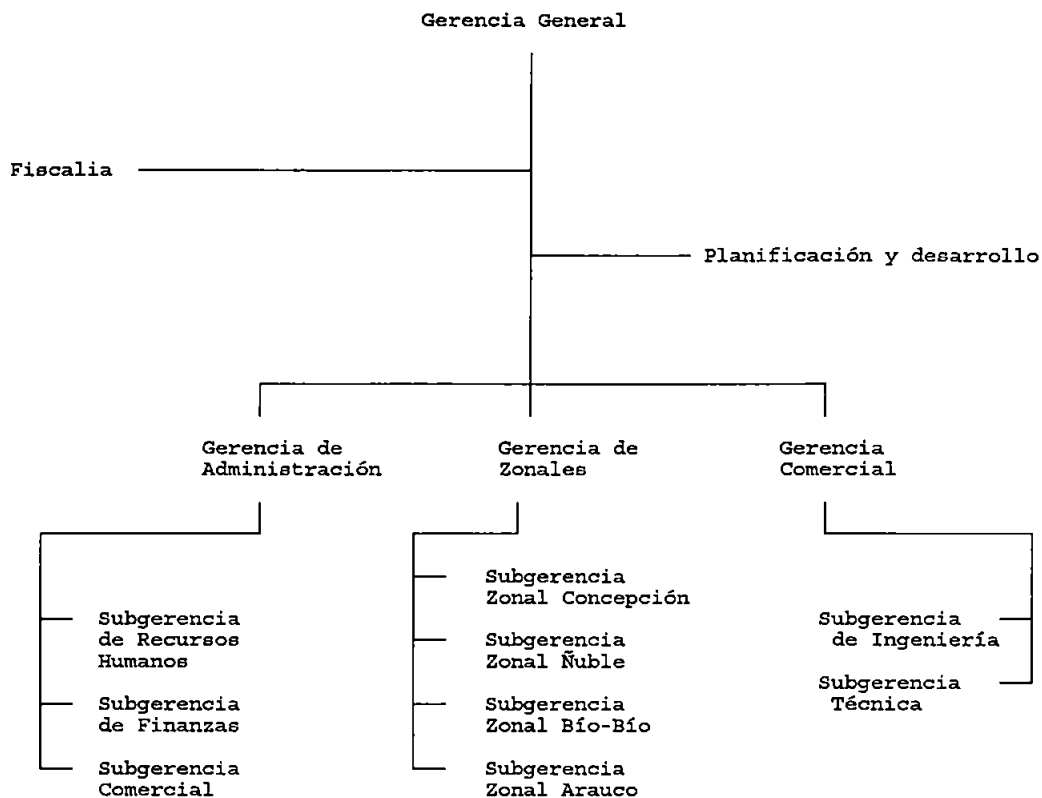 Gerencia General
Fiscalia
Planificación y desarrollo
Gerencia de
Administración
Gerencia de
Zonales
Gerencia
Comercial
Subgerencia
de Recursos
Humanos
Subgerencia
de Finanzas
Subgerencia
Comercial
Subgerencia
Zonal Concepción
Subgerencia
Zonal Ñuble
Subgerencia
Zonal Bío-Bío
Subgerencia
Zonal Arauco
Subgerencia
de Ingeniería
Subgerencia
Técnica